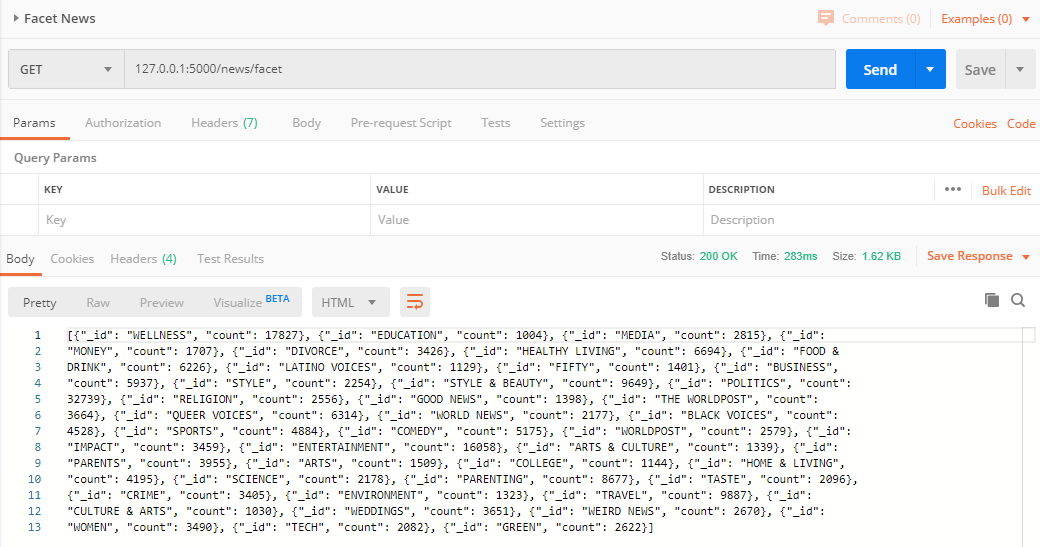 Facet News
Comments (0) Examples (0)
GET 127.0.0.1:5000/news/facet Send Save
Params Authorization Headers (7) Body Pre-request Script Tests Settings Cookies Code
Query Params
KEY VALUE DESCRIPTION ••• Bulk Edit
Key Value Description
Body Cookies Headers (4) Test Results Status: 200 OK Time: 283ms Size: 1.62 KB Save Response
Pretty Raw Preview Visualize BETA HTML
1 [{"_id": "WELLNESS", "count": 17827}, {"_id": "EDUCATION", "count": 1004}, {"_id": "MEDIA", "count": 2815}, {"_id":
2 "MONEY", "count": 1707}, {"_id": "DIVORCE", "count": 3426}, {"_id": "HEALTHY LIVING", "count": 6694}, {"_id": "FOOD &
3 DRINK", "count": 6226}, {"_id": "LATINO VOICES", "count": 1129}, {"_id": "FIFTY", "count": 1401}, {"_id": "BUSINESS",
4 "count": 5937}, {"_id": "STYLE", "count": 2254}, {"_id": "STYLE & BEAUTY", "count": 9649}, {"_id": "POLITICS", "count":
5 32739}, {"_id": "RELIGION", "count": 2556}, {"_id": "GOOD NEWS", "count": 1398}, {"_id": "THE WORLDPOST", "count":
6 3664}, {"_id": "QUEER VOICES", "count": 6314}, {"_id": "WORLD NEWS", "count": 2177}, {"_id": "BLACK VOICES", "count":
7 4528}, {"_id": "SPORTS", "count": 4884}, {"_id": "COMEDY", "count": 5175}, {"_id": "WORLDPOST", "count": 2579}, {"_id":
8 "IMPACT", "count": 3459}, {"_id": "ENTERTAINMENT", "count": 16058}, {"_id": "ARTS & CULTURE", "count": 1339}, {"_id":
9 "PARENTS", "count": 3955}, {"_id": "ARTS", "count": 1509}, {"_id": "COLLEGE", "count": 1144}, {"_id": "HOME & LIVING",
10 "count": 4195}, {"_id": "SCIENCE", "count": 2178}, {"_id": "PARENTING", "count": 8677}, {"_id": "TASTE", "count": 2096},
11 {"_id": "CRIME", "count": 3405}, {"_id": "ENVIRONMENT", "count": 1323}, {"_id": "TRAVEL", "count": 9887}, {"_id":
12 "CULTURE & ARTS", "count": 1030}, {"_id": "WEDDINGS", "count": 3651}, {"_id": "WEIRD NEWS", "count": 2670}, {"_id":
13 "WOMEN", "count": 3490}, {"_id": "TECH", "count": 2082}, {"_id": "GREEN", "count": 2622}]